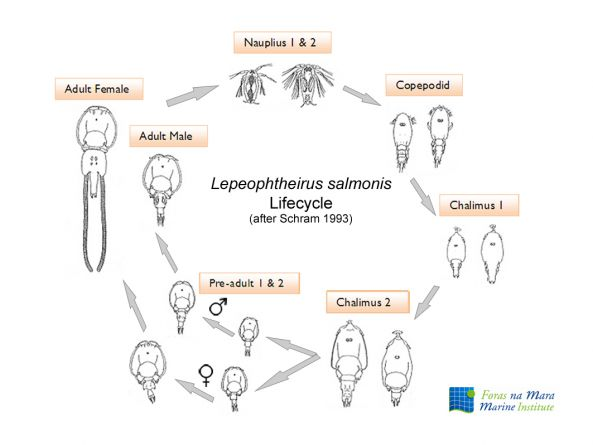 Nauplius 1 & 2
Adult Female
Copepodid
Adult Male
Lepeophtheirus salmonis
Lifecycle
(after Schram 1993)
Chalimus 1
Pre-adult 1 & 2
Chalimus 2
♂
♀
Foras na Mara
Marine Institute